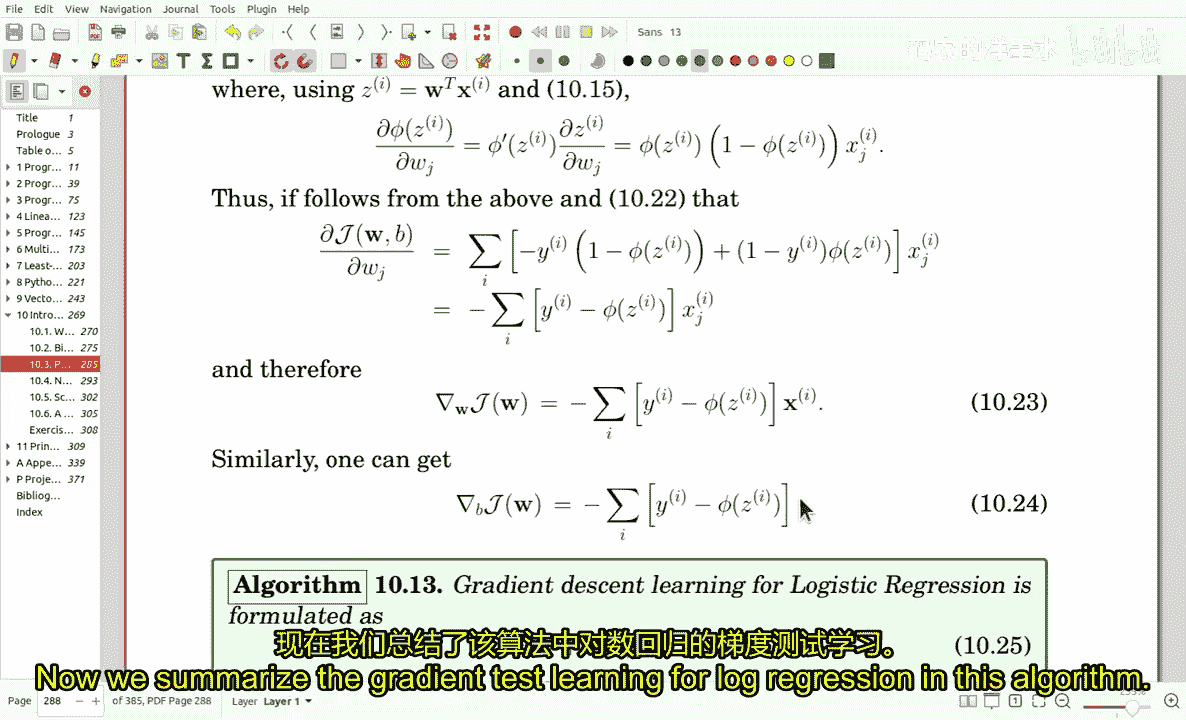 File Edit View Navigation Journal Tools Plugin Help
Sans 13
Title 1
Prologue 3
Table o... 5
1 Progr... 11
2 Progr... 39
3 Progr... 75
4 Linea... 123
5 Progr... 145
6 Multi... 173
7 Least-... 203
8 Pytho... 221
9 Vecto... 243
10 Intro... 269
10.1. W... 270
10.2. Bi... 275
10.3. P... 285
10.4. N... 293
10.5. Sc... 302
10.6. A ... 305
Exercis... 308
11 Prin... 309
A Appe... 339
P Proje... 371
Bibliog...
Index
where, using z^{(i)} = w^T x^{(i)} and (10.15),
∂φ(z^{(i)})/∂w_j = φ′(z^{(i)}) ∂z^{(i)}/∂w_j = φ(z^{(i)}) (1 − φ(z^{(i)})) x_j^{(i)}.
Thus, if follows from the above and (10.22) that
∂𝒥(w, b)/∂w_j = ∑_i [−y^{(i)} (1 − φ(z^{(i)})) + (1 − y^{(i)})φ(z^{(i)})] x_j^{(i)}
= −∑_i [y^{(i)} − φ(z^{(i)})] x_j^{(i)}
and therefore
∇_w 𝒥(w) = −∑_i [y^{(i)} − φ(z^{(i)})] x^{(i)}. (10.23)
Similarly, one can get
∇_b 𝒥(w) = −∑_i [y^{(i)} − φ(z^{(i)})] (10.24)
Algorithm 10.13. Gradient descent learning for Logistic Regression is
formulated as
(10.25)
现在我们总结了该算法中对数回归的梯度测试学习。
Now we summarize the gradient test learning for log regression in this algorithm.
Page 288 of 385, PDF Page 288 Layer Layer 1